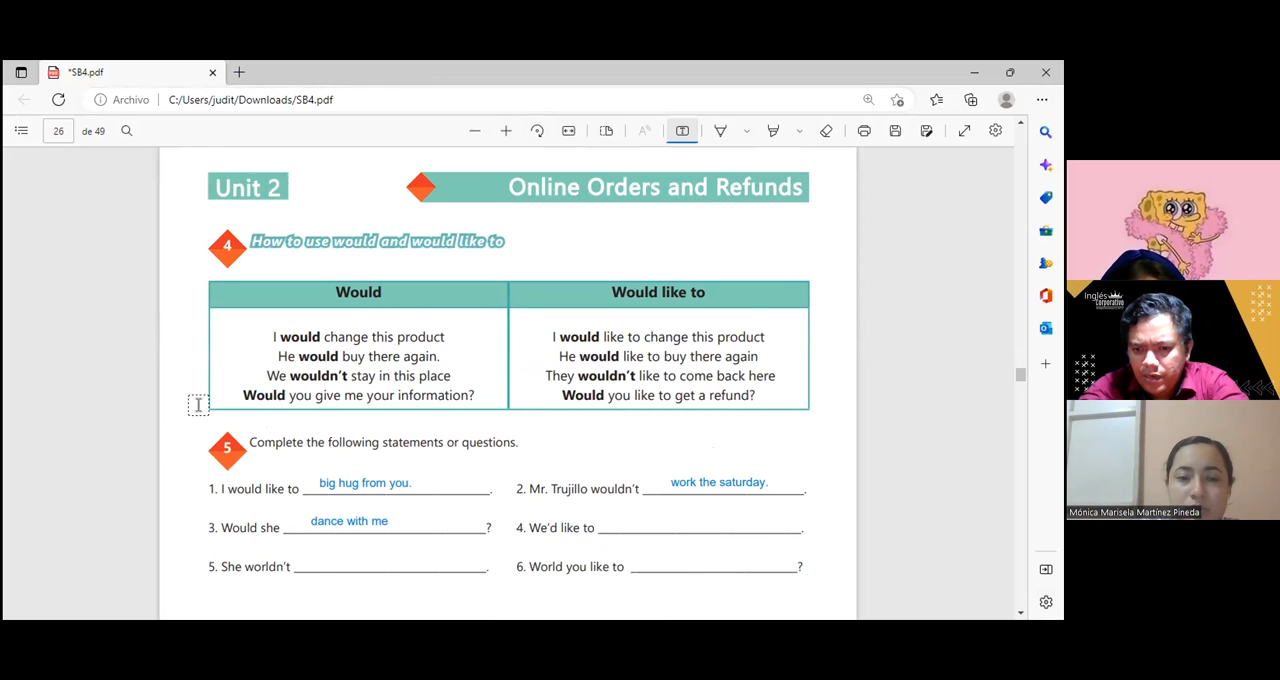 *SB4.pdf
Archivo C:/Users/judit/Downloads/SB4.pdf
26 de 49
Unit 2
Online Orders and Refunds
4 How to use would and would like to
Would
Would like to
I would change this product
He would buy there again.
We wouldn't stay in this place
Would you give me your information?
I would like to change this product
He would like to buy there again
They wouldn't like to come back here
Would you like to get a refund?
5 Complete the following statements or questions.
1. I would like to big hug from you. .
2. Mr. Trujillo wouldn't work the saturday. .
3. Would she dance with me ?
4. We'd like to .
5. She worldn't .
6. World you like to ?
Inglés
Corporativo
Mónica Marisela Martínez Pineda